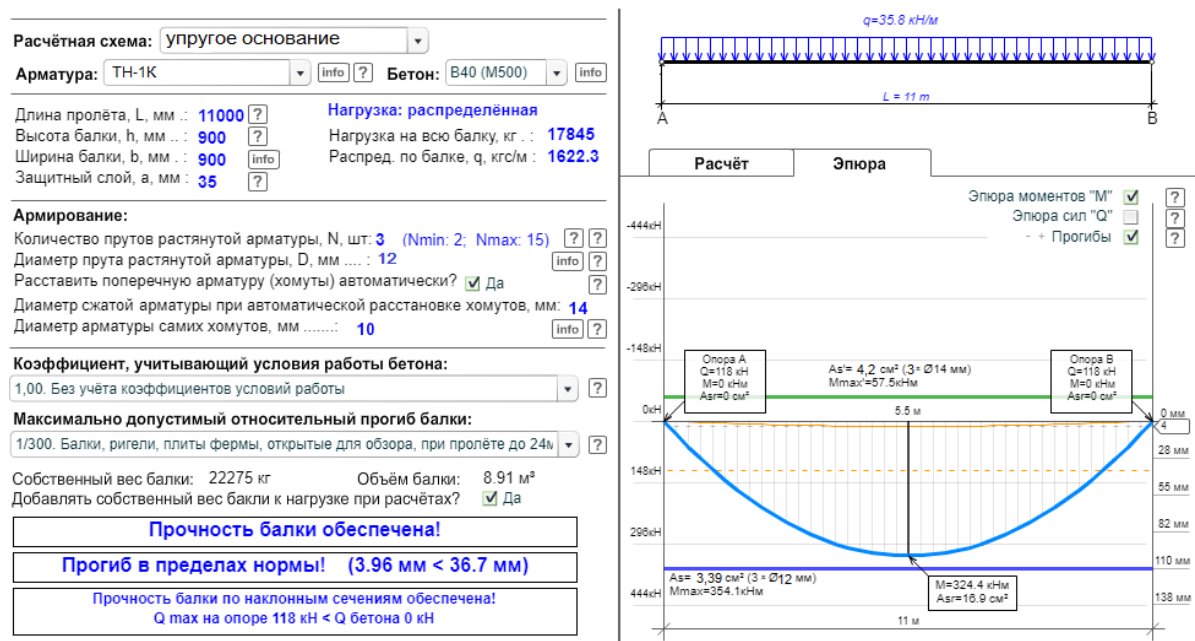 Расчётная схема: упругое основание
Арматура: ТН-1К info ? Бетон: B40 (M500) info
Длина пролёта, L, мм .: 11000 ?
Высота балки, h, мм .. : 900 ?
Ширина балки, b, мм . : 900 info
Защитный слой, a, мм : 35 ?
Нагрузка: распределённая
Нагрузка на всю балку, кг . : 17845
Распред. по балке, q, кгс/м : 1622.3
Армирование:
Количество прутов растянутой арматуры, N, шт: 3 (Nmin: 2; Nmax: 15) ? ?
Диаметр прута растянутой арматуры, D, мм .... : 12 info ?
Расставить поперечную арматуру (хомуты) автоматически? Да ?
Диаметр сжатой арматуры при автоматической расстановке хомутов, мм: 14
Диаметр арматуры самих хомутов, мм .......: 10 info ?
Коэффициент, учитывающий условия работы бетона:
1,00. Без учёта коэффициентов условий работы ?
Максимально допустимый относительный прогиб балки:
1/300. Балки, ригели, плиты фермы, открытые для обзора, при пролёте до 24м ?
Собственный вес балки: 22275 кг Объём балки: 8.91 м³
Добавлять собственный вес бакли к нагрузке при расчётах? Да
Прочность балки обеспечена!
Прогиб в пределах нормы! (3.96 мм < 36.7 мм)
Прочность балки по наклонным сечениям обеспечена!
Q max на опоре 118 кН < Q бетона 0 кН
q=35.8 кН/м
L = 11 m
A B
Расчёт Эпюра
Эпюра моментов "M" ?
Эпюра сил "Q" ?
- + Прогибы ?
-444кН
-296кН
-148кН
0кН
148кН
296кН
444кН
Опора A
Q=118 кН
M=0 кНм
Asr=0 см²
As'= 4,2 см² (3 × Ø14 мм)
Mmax'=57.5кНм
Опора B
Q=118 кН
M=0 кНм
Asr=0 см²
5.5 м
0 мм
4
28 мм
55 мм
82 мм
110 мм
138 мм
As= 3,39 см² (3 × Ø12 мм)
Mmax=354.1кНм
M=324.4 кНм
Asr=16.9 см²
11 м